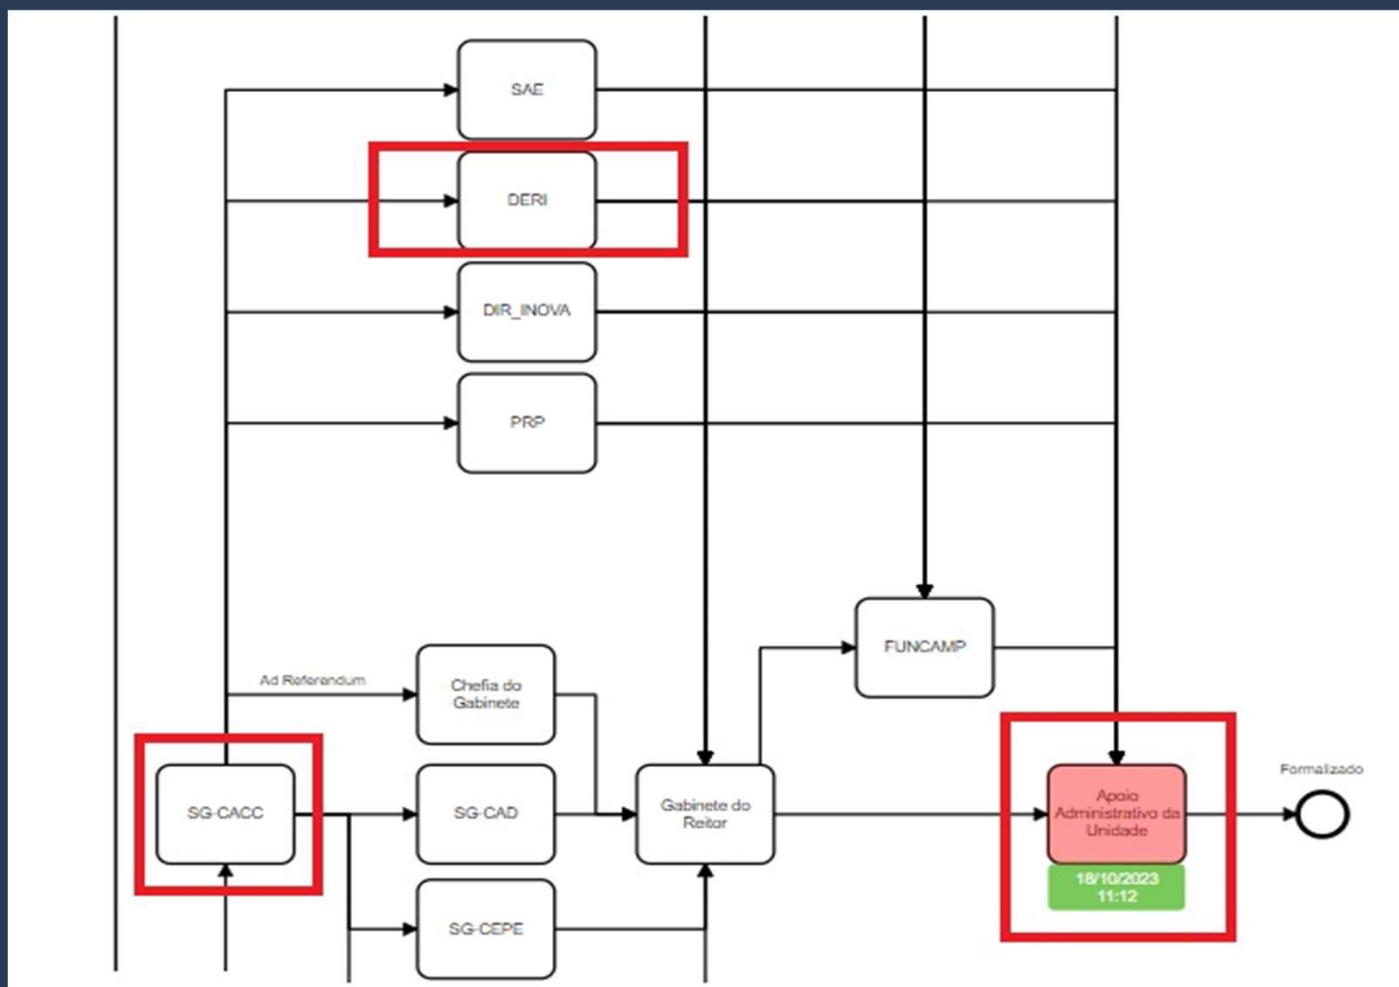 SAE
DERI
DIR_INOVA
PRP
FUNCAMP
Ad Referendum
Chefia do
Gabinete
SG-CACC
SG-CAD
Gabinete do
Reitor
Apoio
Administrativo da
Unidade
Formalizado
18/10/2023
11:12
SG-CEPE